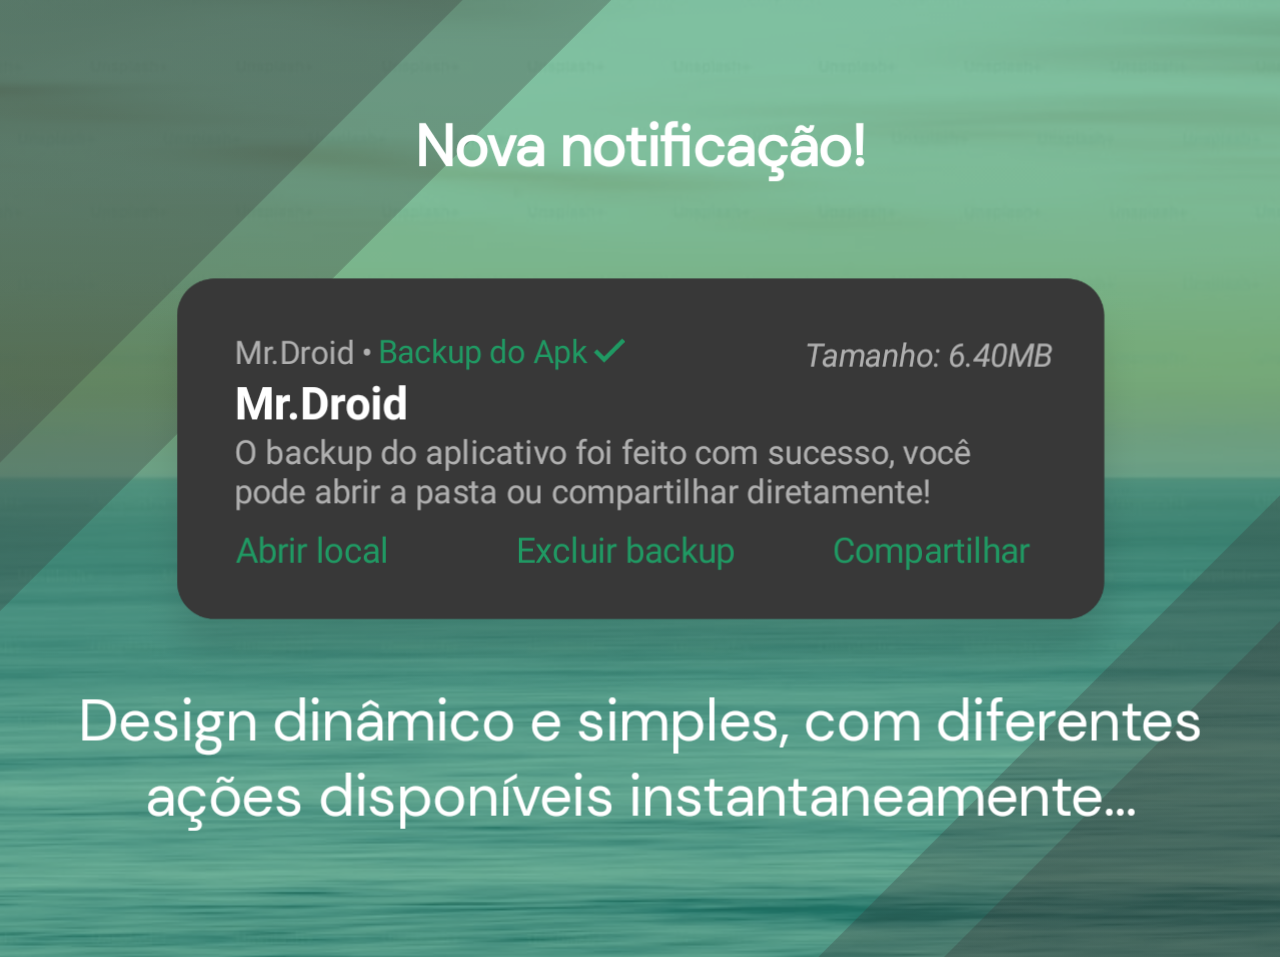 Nova notificação!
Mr.Droid • Backup do Apk ✓
Tamanho: 6.40MB
Mr.Droid
O backup do aplicativo foi feito com sucesso, você
pode abrir a pasta ou compartilhar diretamente!
Abrir local
Excluir backup
Compartilhar
Design dinâmico e simples, com diferentes
ações disponíveis instantaneamente...